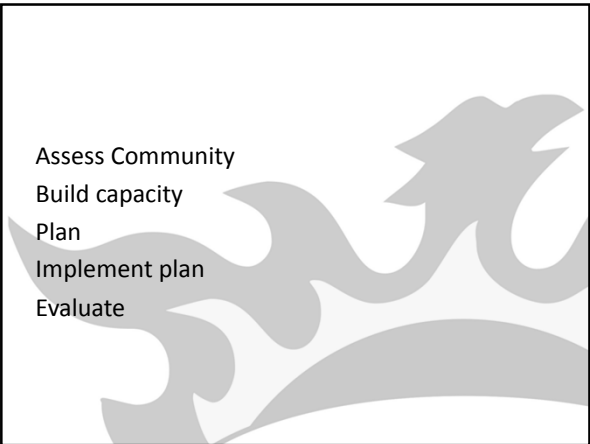 Assess Community
Build capacity
Plan
Implement plan
Evaluate